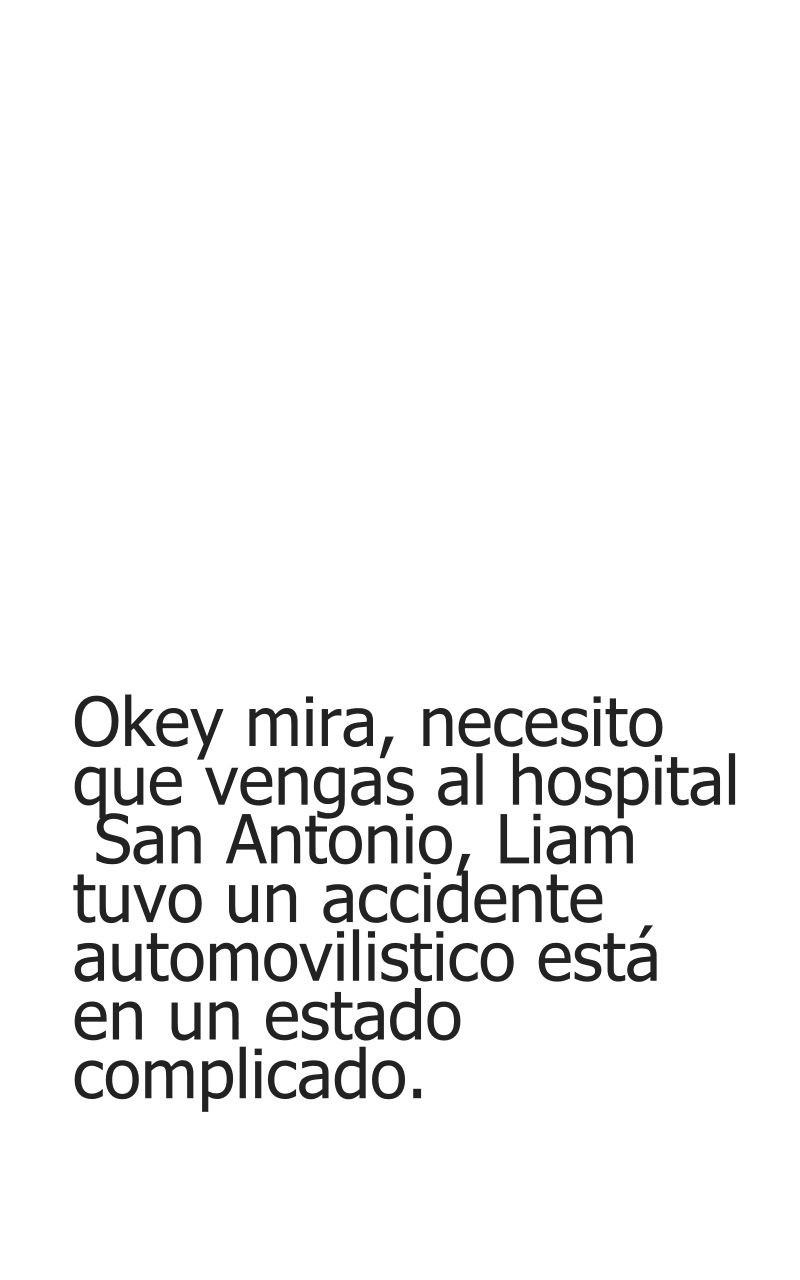 Okey mira, necesito
que vengas al hospital
San Antonio, Liam
tuvo un accidente
automovilistico está
en un estado
complicado.